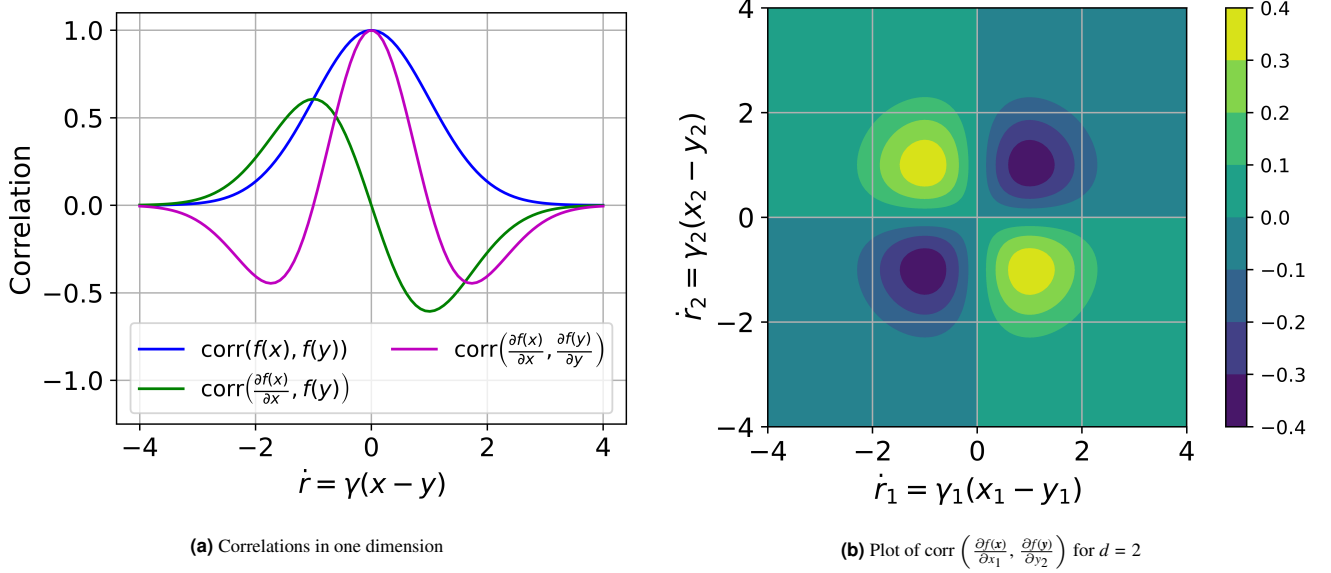 1.0
0.5
0.0
−0.5
−1.0
Correlation
corr(f(x), f(y))
corr(∂f(x)/∂x, f(y))
corr(∂f(x)/∂x, ∂f(y)/∂y)
−4 −2 0 2 4
ṙ = γ(x − y)
(a) Correlations in one dimension
4
2
0
−2
−4
ṙ₂ = γ₂(x₂ − y₂)
−4 −2 0 2 4
ṙ₁ = γ₁(x₁ − y₁)
0.4
0.3
0.2
0.1
0.0
−0.1
−0.2
−0.3
−0.4
(b) Plot of corr (∂f(x)/∂x₁, ∂f(y)/∂y₂) for d = 2